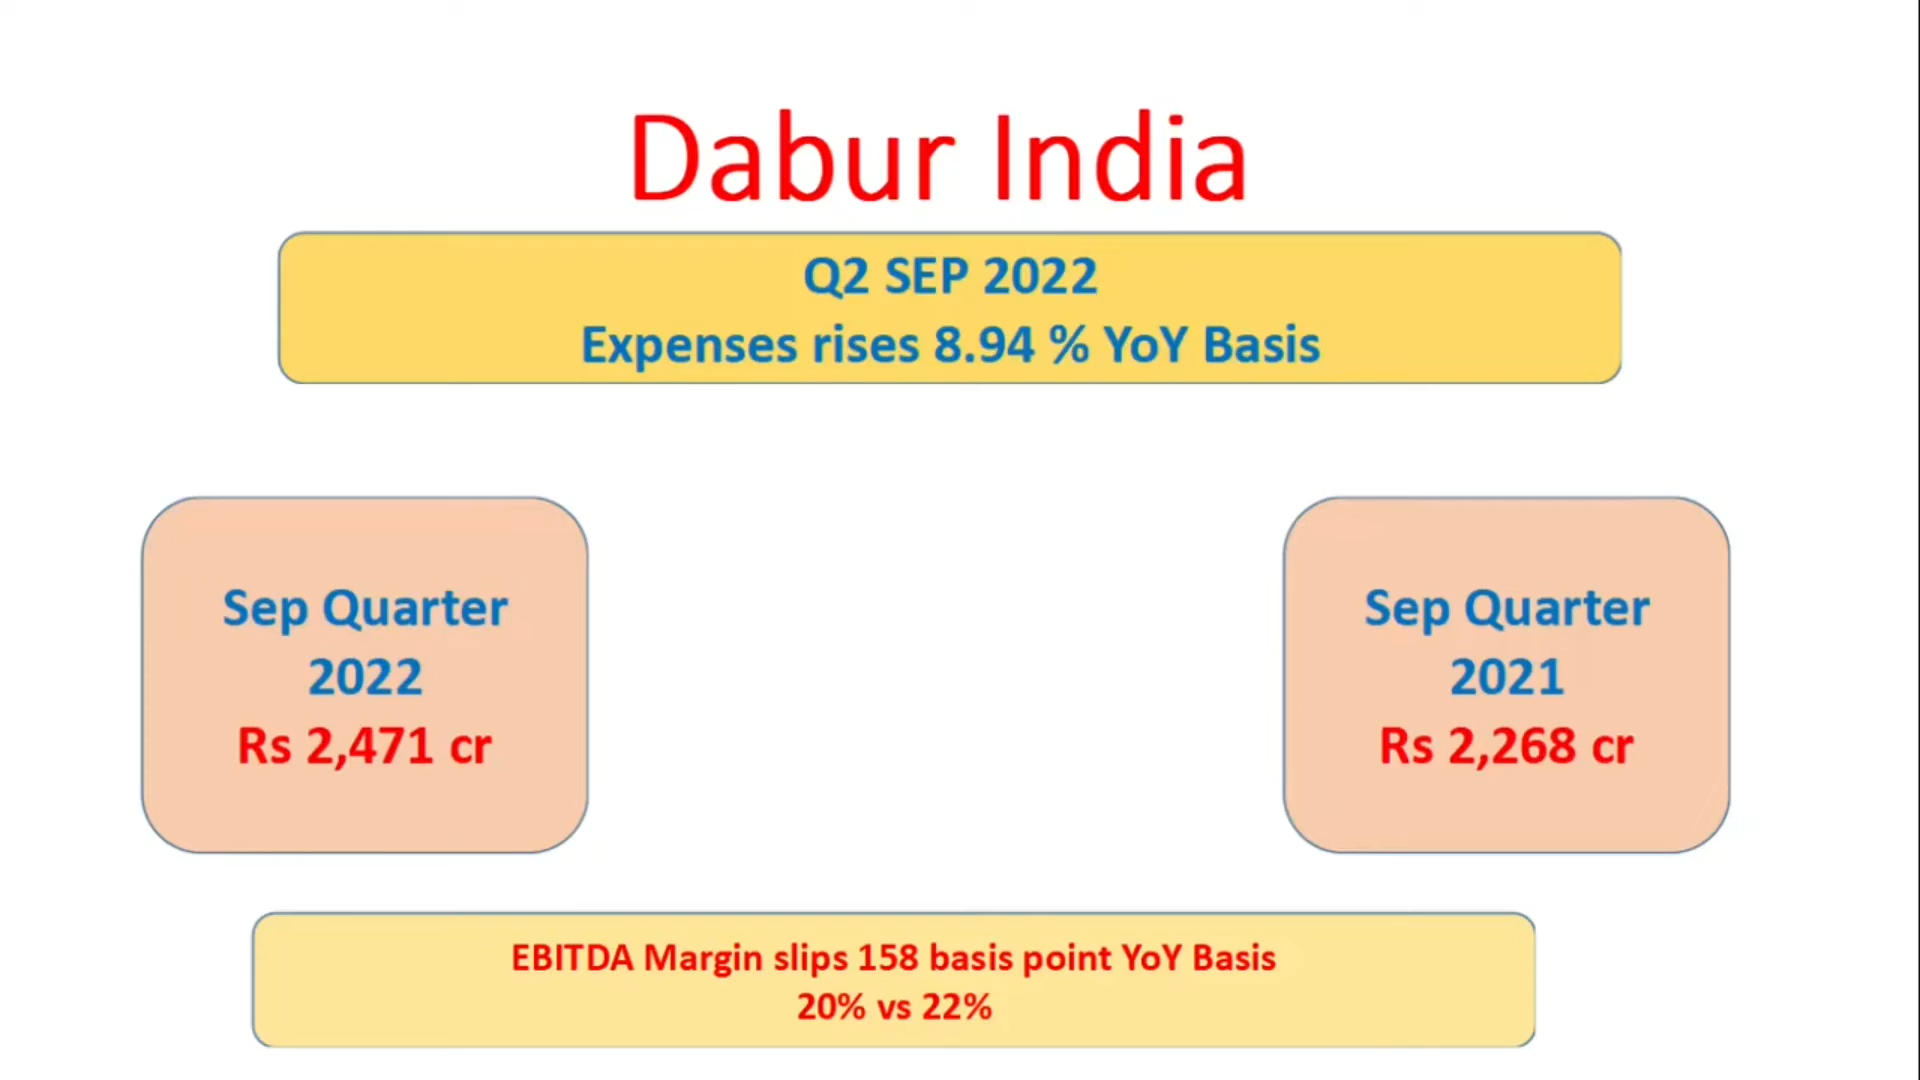 Dabur India
Q2 SEP 2022
Expenses rises 8.94 % YoY Basis
Sep Quarter
2022
Rs 2,471 cr
Sep Quarter
2021
Rs 2,268 cr
EBITDA Margin slips 158 basis point YoY Basis
20% vs 22%